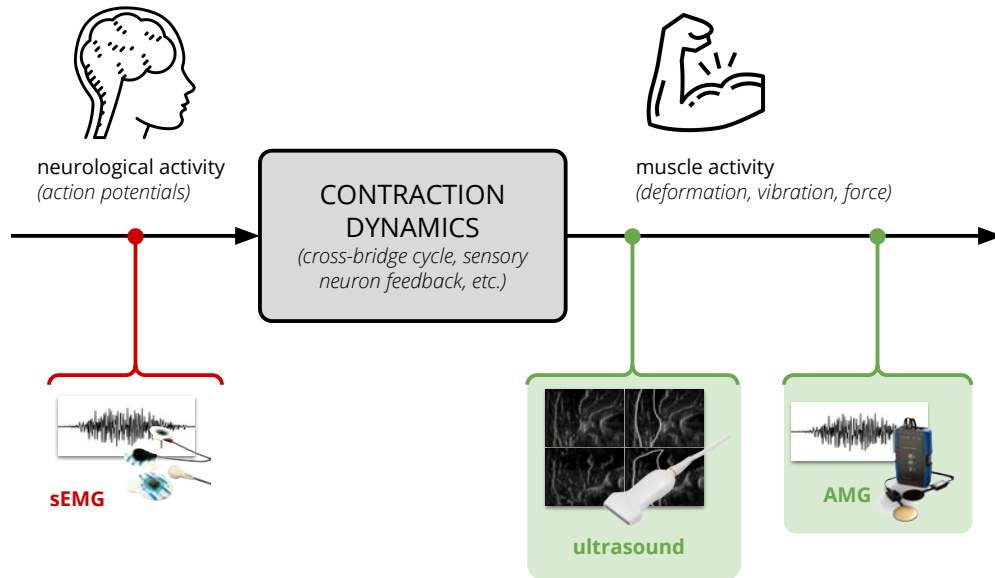 neurological activity
(action potentials)
CONTRACTION
DYNAMICS
(cross-bridge cycle, sensory
neuron feedback, etc.)
muscle activity
(deformation, vibration, force)
sEMG
ultrasound
AMG